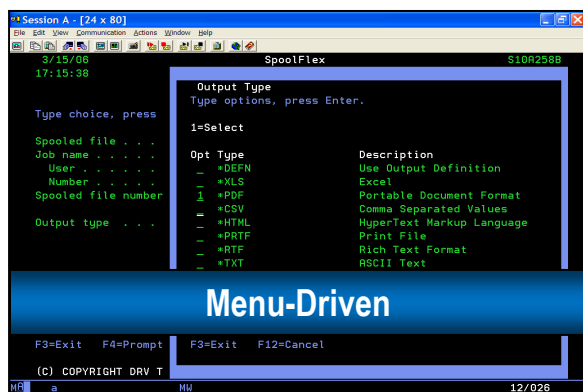 Session A - [24 x 80]
File Edit View Communication Actions Window Help
3/15/06 SpoolFlex S10A258B
17:15:38
Output Type
Type options, press Enter.
Type choice, press
1=Select
Spooled file . . .
Job name . . . . . Opt Type Description
User . . . . . . _ *DEFN Use Output Definition
Number . . . . . _ *XLS Excel
Spooled file number 1 *PDF Portable Document Format
_ *CSV Comma Separated Values
Output type . . . _ *HTML HyperText Markup Language
_ *PRTF Print File
_ *RTF Rich Text Format
_ *TXT ASCII Text
Menu-Driven
F3=Exit F4=Prompt F3=Exit F12=Cancel
(C) COPYRIGHT DRV T
MA a MW 12/026